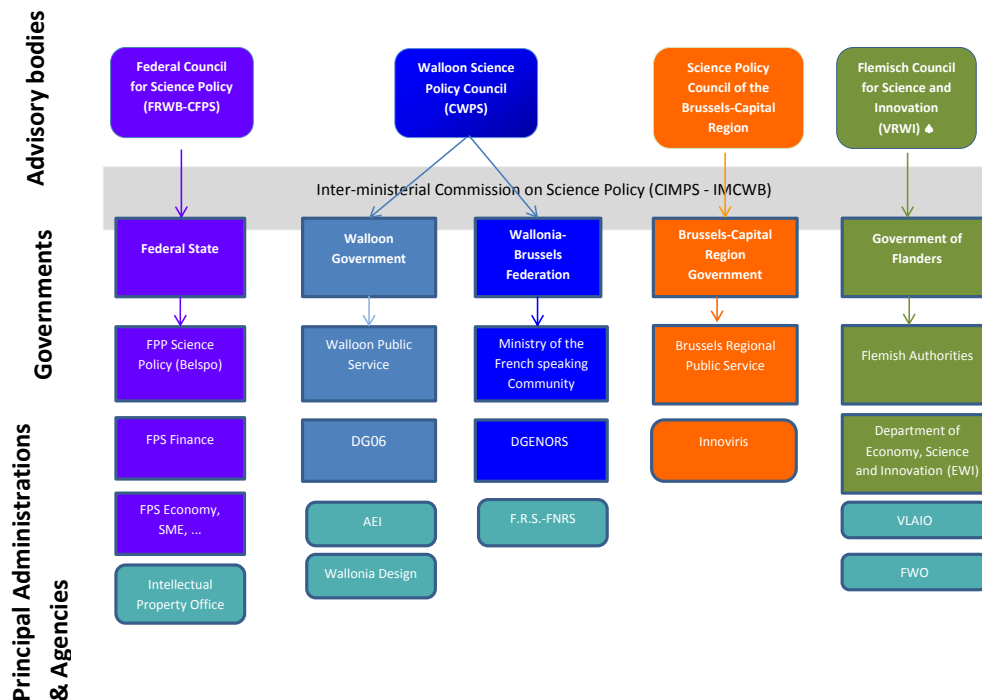 Advisory bodies
Federal Council
for Science Policy
(FRWB-CFPS)
Walloon Science
Policy Council
(CWPS)
Science Policy
Council of the
Brussels-Capital
Region
Flemisch Council
for Science and
Innovation
(VRWI) ♠
Inter-ministerial Commission on Science Policy (CIMPS - IMCWB)
Governments
Federal State
Walloon
Government
Wallonia-
Brussels
Federation
Brussels-Capital
Region
Government
Government of
Flanders
FPP Science
Policy (Belspo)
Walloon Public
Service
Ministry of the
French speaking
Community
Brussels Regional
Public Service
Flemish Authorities
Principal Administrations
& Agencies
FPS Finance
DG06
DGENORS
Innoviris
Department of
Economy, Science
and Innovation (EWI)
FPS Economy,
SME, ...
AEI
F.R.S.-FNRS
VLAIO
Intellectual
Property Office
Wallonia Design
FWO